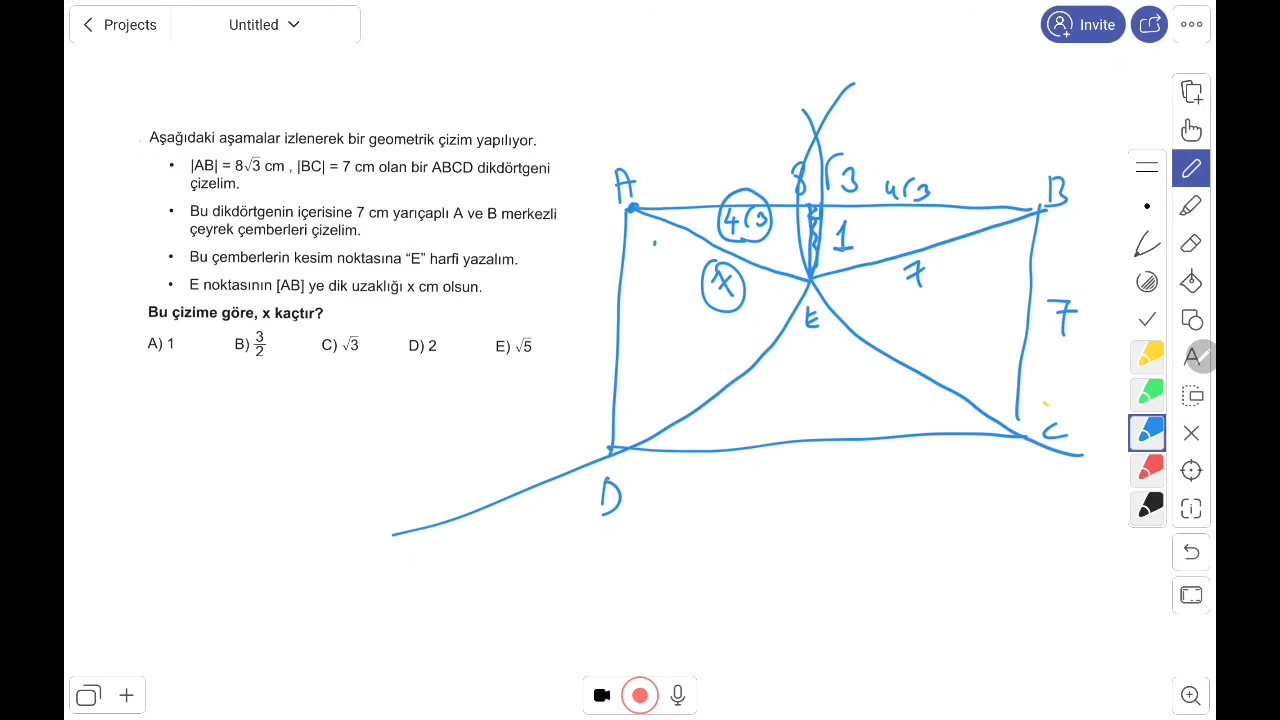 Projects
Untitled
Invite
Aşağıdaki aşamalar izlenerek bir geometrik çizim yapılıyor.
• |AB| = 8√3 cm , |BC| = 7 cm olan bir ABCD dikdörtgeni
çizelim.
• Bu dikdörtgenin içerisine 7 cm yarıçaplı A ve B merkezli
çeyrek çemberleri çizelim.
• Bu çemberlerin kesim noktasına “E” harfi yazalım.
• E noktasının [AB] ye dik uzaklığı x cm olsun.
Bu çizime göre, x kaçtır?
A) 1 B) 3/2 C) √3 D) 2 E) √5
8√3
A
4√3
4√3
B
1
7
7
E
C
D